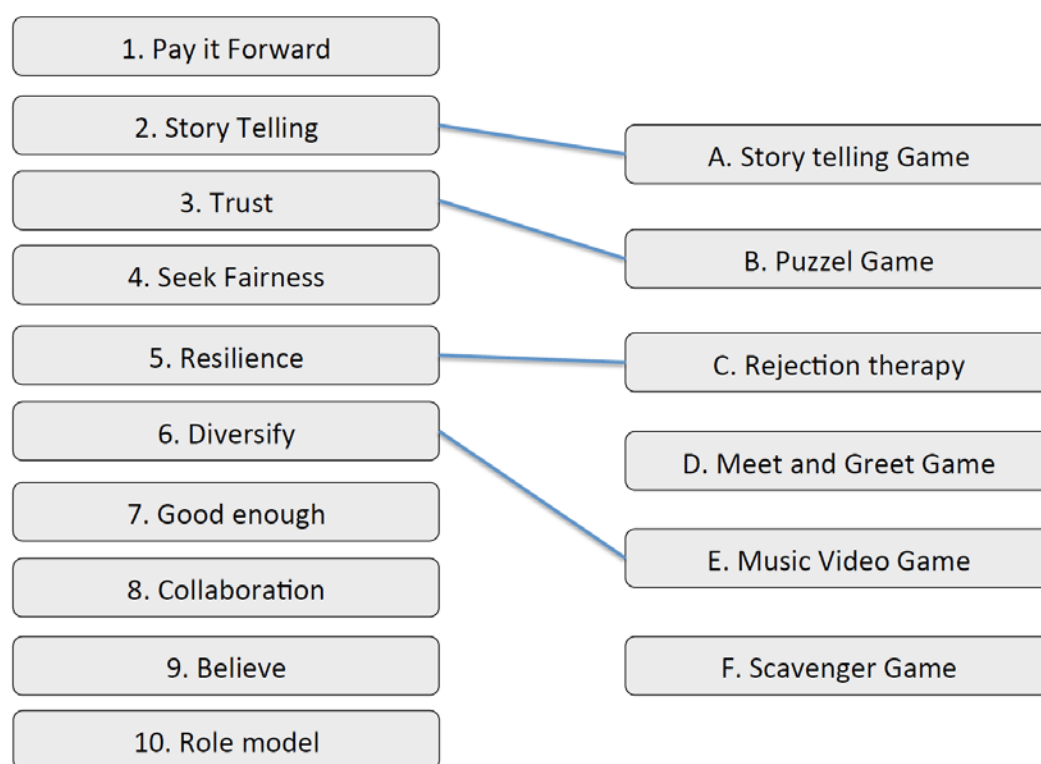 1. Pay it Forward
2. Story Telling
3. Trust
4. Seek Fairness
5. Resilience
6. Diversify
7. Good enough
8. Collaboration
9. Believe
10. Role model
A. Story telling Game
B. Puzzel Game
C. Rejection therapy
D. Meet and Greet Game
E. Music Video Game
F. Scavenger Game